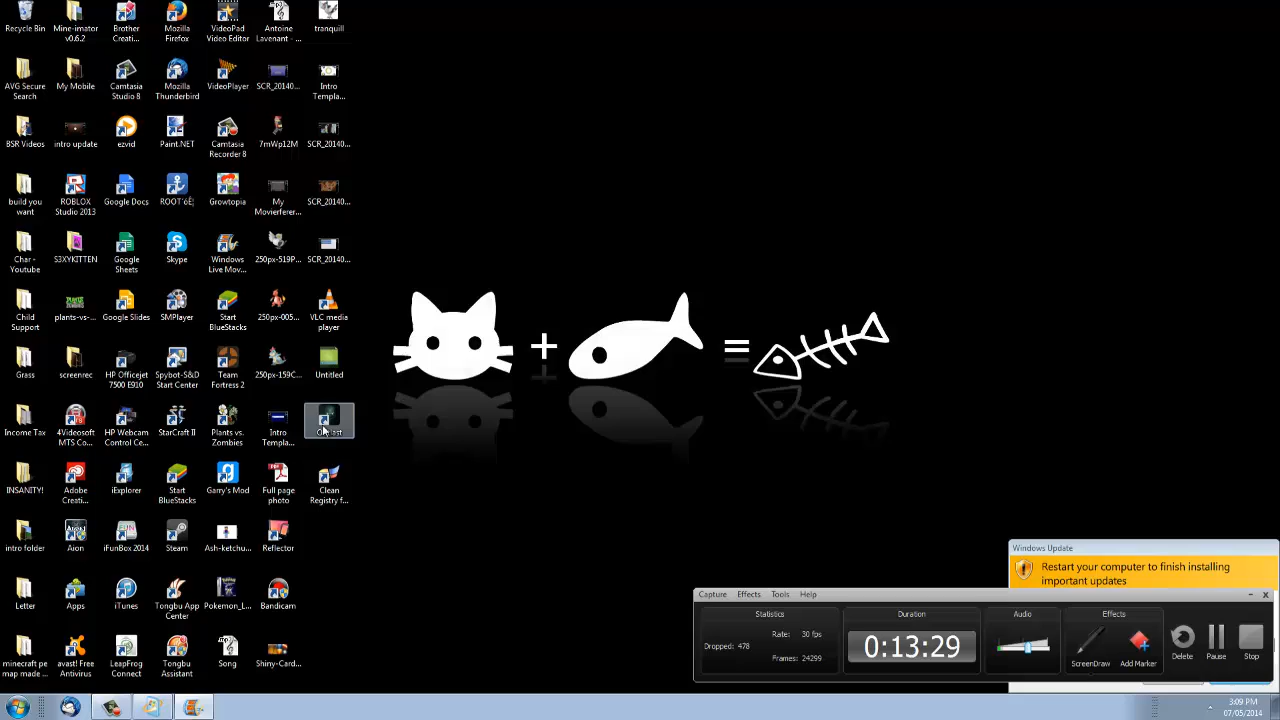 Recycle Bin
Mine-imator
v0.6.2
Brother
Creati...
Mozilla
Firefox
VideoPad
Video Editor
Antoine
Lavenant - ...
tranquill
AVG Secure
Search
My Mobile
Camtasia
Studio 8
Mozilla
Thunderbird
VideoPlayer
SCR_20140...
Intro
Templa...
BSR Videos
intro update
ezvid
Paint.NET
Camtasia
Recorder 8
7mWp12M
SCR_20140...
build you
want
ROBLOX
Studio 2013
Google Docs
Growtopia
My
Movierferer...
SCR_20140...
Char -
Youtube
S3XYKITTEN
Google
Sheets
Skype
Windows
Live Mov...
250px-519P...
SCR_20140...
Child
Support
plants-vs-...
Google Slides
SMPlayer
Start
BlueStacks
250px-005...
VLC media
player
Grass
screenrec
HP Officejet
7500 E910
Spybot-S&D
Start Center
Team
Fortress 2
250px-159C...
Untitled
Income Tax
4Videosoft
MTS Co...
HP Webcam
Control Ce...
StarCraft II
Plants vs.
Zombies
Intro
Templa...
INSANITY!
Adobe
Creati...
iExplorer
Start
BlueStacks
Garry's Mod
Full page
photo
Clean
Registry f...
intro folder
Aion
iFunBox 2014
Steam
Ash-ketchu...
Reflector
Letter
Apps
iTunes
Tongbu App
Center
Pokemon_L...
Bandicam
minecraft pe
map made ...
avast! Free
Antivirus
LeapFrog
Connect
Tongbu
Assistant
Song
Shiny-Card...
+
=
Windows Update
Restart your computer to finish installing
important updates
Capture Effects Tools Help
Statistics Duration Audio Effects
Rate: 30 fps
Dropped: 478
Frames: 24299
0:13:29
ScreenDraw Add Marker Delete Pause Stop
3:09 PM
07/05/2014